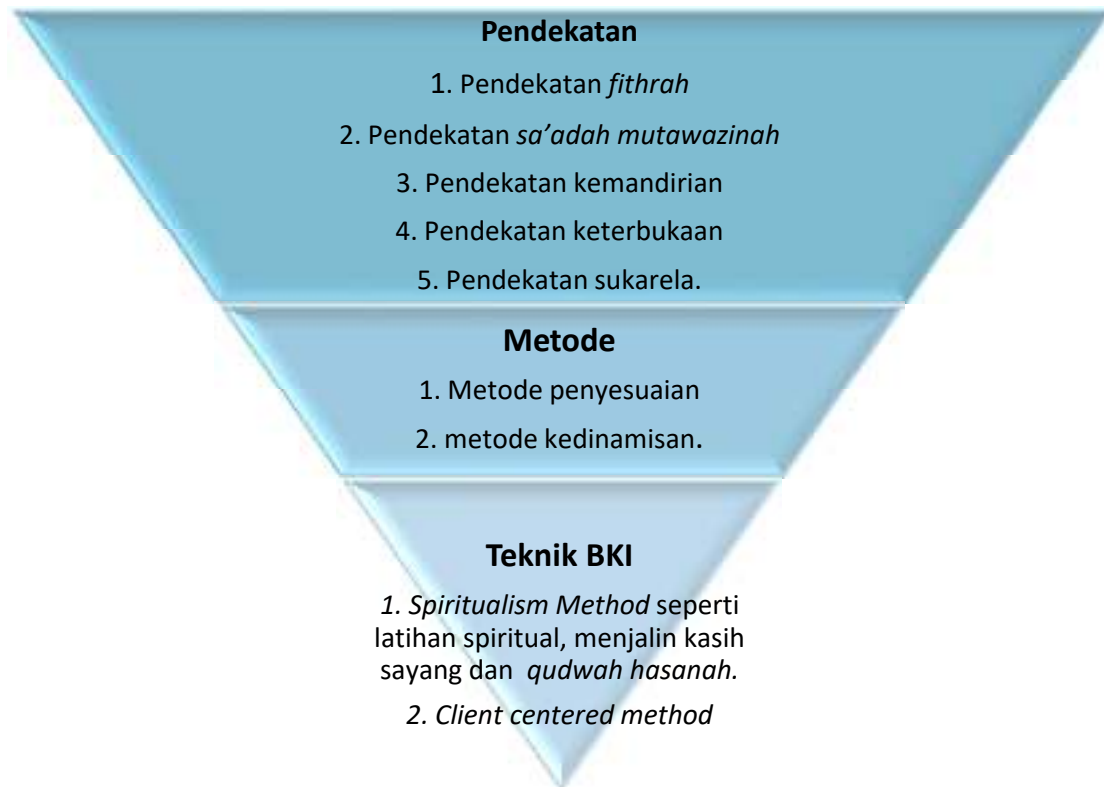 Pendekatan
1. Pendekatan fithrah
2. Pendekatan sa’adah mutawazinah
3. Pendekatan kemandirian
4. Pendekatan keterbukaan
5. Pendekatan sukarela.
Metode
1. Metode penyesuaian
2. metode kedinamisan.
Teknik BKI
1. Spiritualism Method seperti
latihan spiritual, menjalin kasih
sayang dan qudwah hasanah.
2. Client centered method